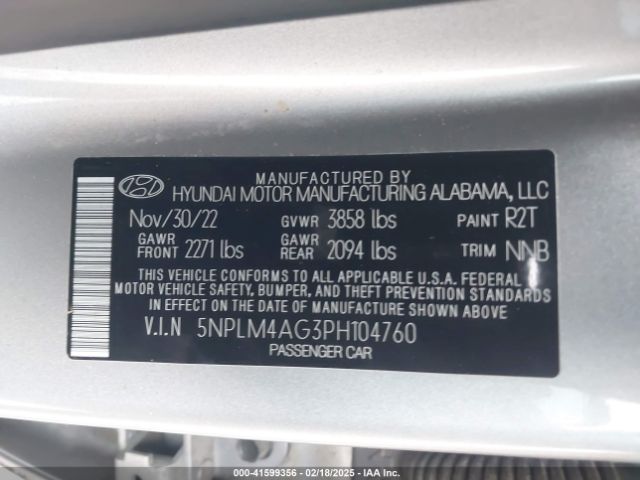 MANUFACTURED BY
HYUNDAI MOTOR MANUFACTURING ALABAMA, LLC
Nov/30/22 GVWR 3858 lbs PAINT R2T
GAWR FRONT 2271 lbs GAWR REAR 2094 lbs TRIM NNB
THIS VEHICLE CONFORMS TO ALL APPLICABLE U.S.A. FEDERAL
MOTOR VEHICLE SAFETY, BUMPER, AND THEFT PREVENTION STANDARDS
IN EFFECT ON THE DATE OF MANUFACTURE SHOWN ABOVE.
V.I.N 5NPLM4AG3PH104760
PASSENGER CAR
000-41599356 | 02/18/2025 | IAA Inc.